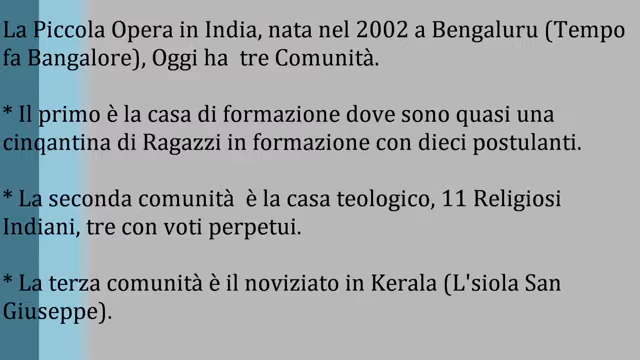 La Piccola Opera in India, nata nel 2002 a Bengaluru (Tempo
fa Bangalore), Oggi ha tre Comunità.
* Il primo è la casa di formazione dove sono quasi una
cinqantina di Ragazzi in formazione con dieci postulanti.
* La seconda comunità è la casa teologico, 11 Religiosi
Indiani, tre con voti perpetui.
* La terza comunità è il noviziato in Kerala (L'siola San
Giuseppe).